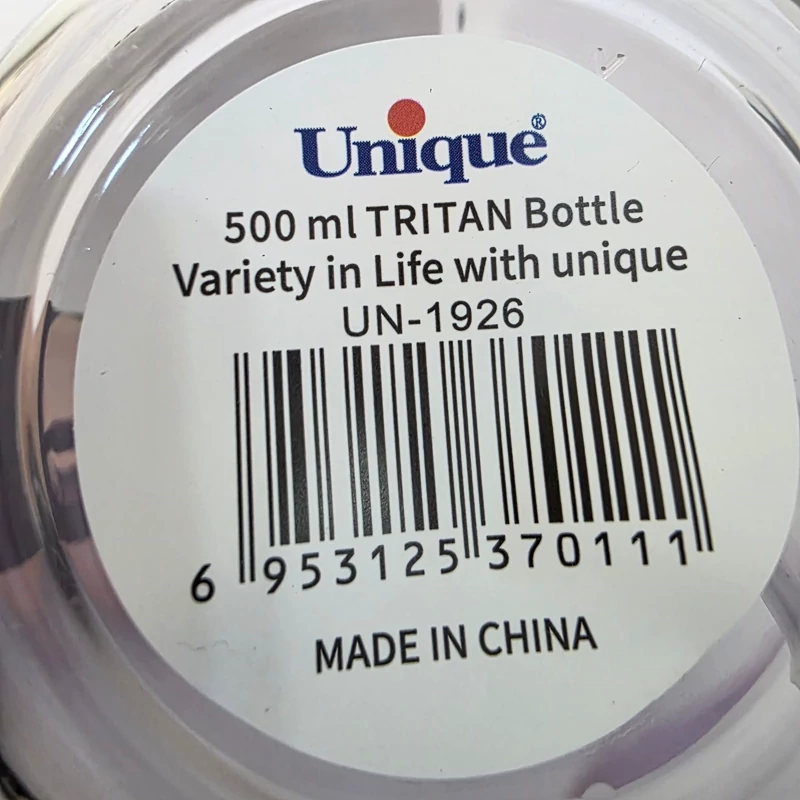 Unique®
500 ml TRITAN Bottle
Variety in Life with unique
UN-1926
6 953125 370111
MADE IN CHINA